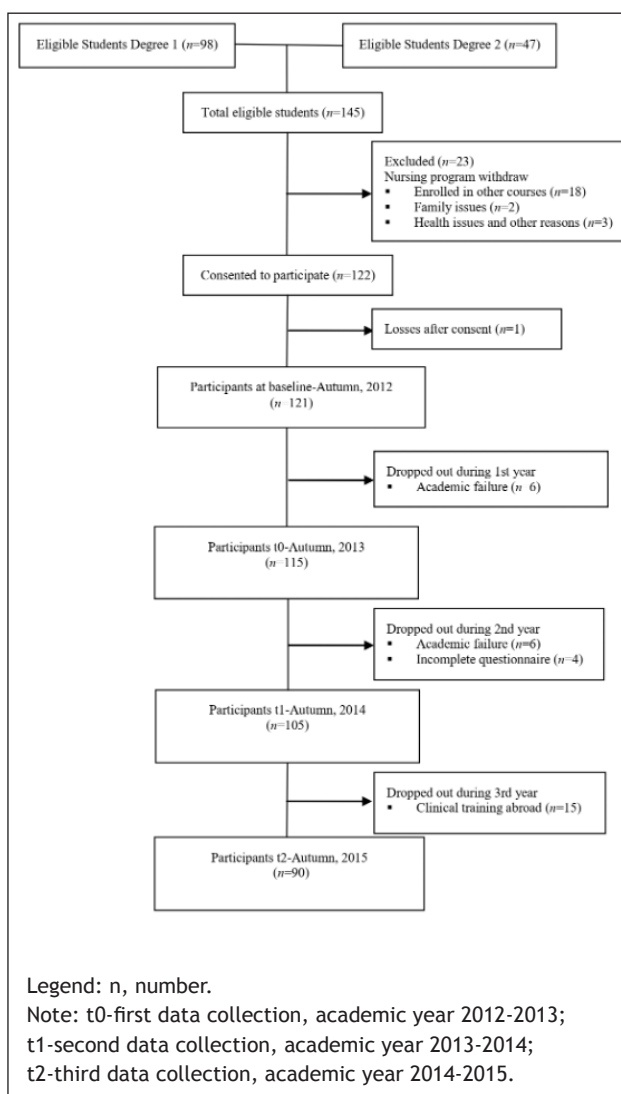 Eligible Students Degree 1 (n=98)
Eligible Students Degree 2 (n=47)
Total eligible students (n=145)
Excluded (n=23)
Nursing program withdraw
▪ Enrolled in other courses (n=18)
▪ Family issues (n=2)
▪ Health issues and other reasons (n=3)
Consented to participate (n=122)
Losses after consent (n=1)
Participants at baseline-Autumn, 2012
(n=121)
Dropped out during 1st year
▪ Academic failure (n=6)
Participants t0-Autumn, 2013
(n=115)
Dropped out during 2nd year
▪ Academic failure (n=6)
▪ Incomplete questionnaire (n=4)
Participants t1-Autumn, 2014
(n=105)
Dropped out during 3rd year
▪ Clinical training abroad (n=15)
Participants t2-Autumn, 2015
(n=90)
Legend: n, number.
Note: t0-first data collection, academic year 2012-2013;
t1-second data collection, academic year 2013-2014;
t2-third data collection, academic year 2014-2015.